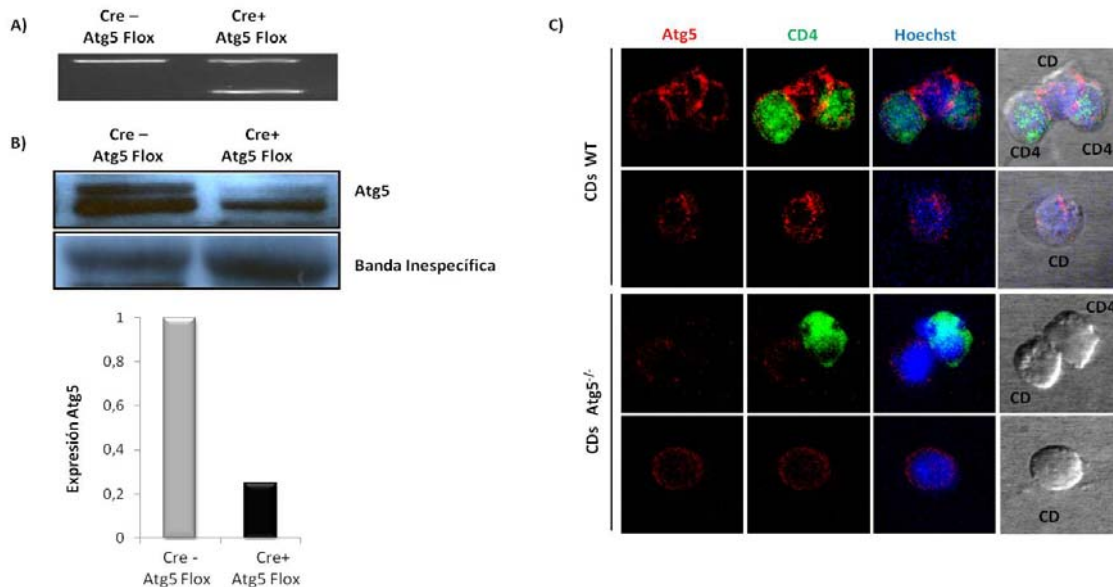 A)
Cre – Cre+
Atg5 Flox Atg5 Flox
B)
Cre – Cre+
Atg5 Flox Atg5 Flox
Atg5
Banda Inespecífica
Expresión Atg5
1
0,8
0,6
0,4
0,2
0
Cre - Cre+
Atg5 Flox Atg5 Flox
C)
Atg5 CD4 Hoechst
CDs WT
CD
CD4 CD4
CD
CDs Atg5-/-
CD4
CD
CD